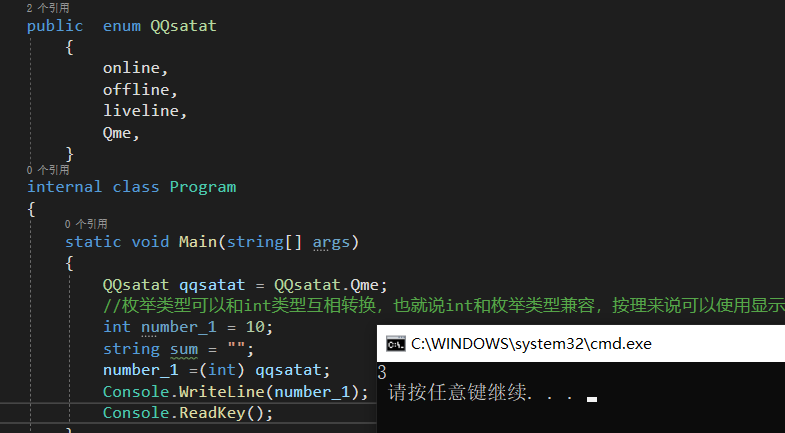 2 个引用
public enum QQsatat
{
online,
offline,
liveline,
Qme,
}
0 个引用
internal class Program
{
0 个引用
static void Main(string[] args)
{
QQsatat qqsatat = QQsatat.Qme;
//枚举类型可以和int类型互相转换，也就说int和枚举类型兼容，按理来说可以使用显示
int number_1 = 10;
string sum = "";
number_1 =(int) qqsatat;
Console.WriteLine(number_1);
Console.ReadKey();
C:\WINDOWS\system32\cmd.exe
3
请按任意键继续. . .